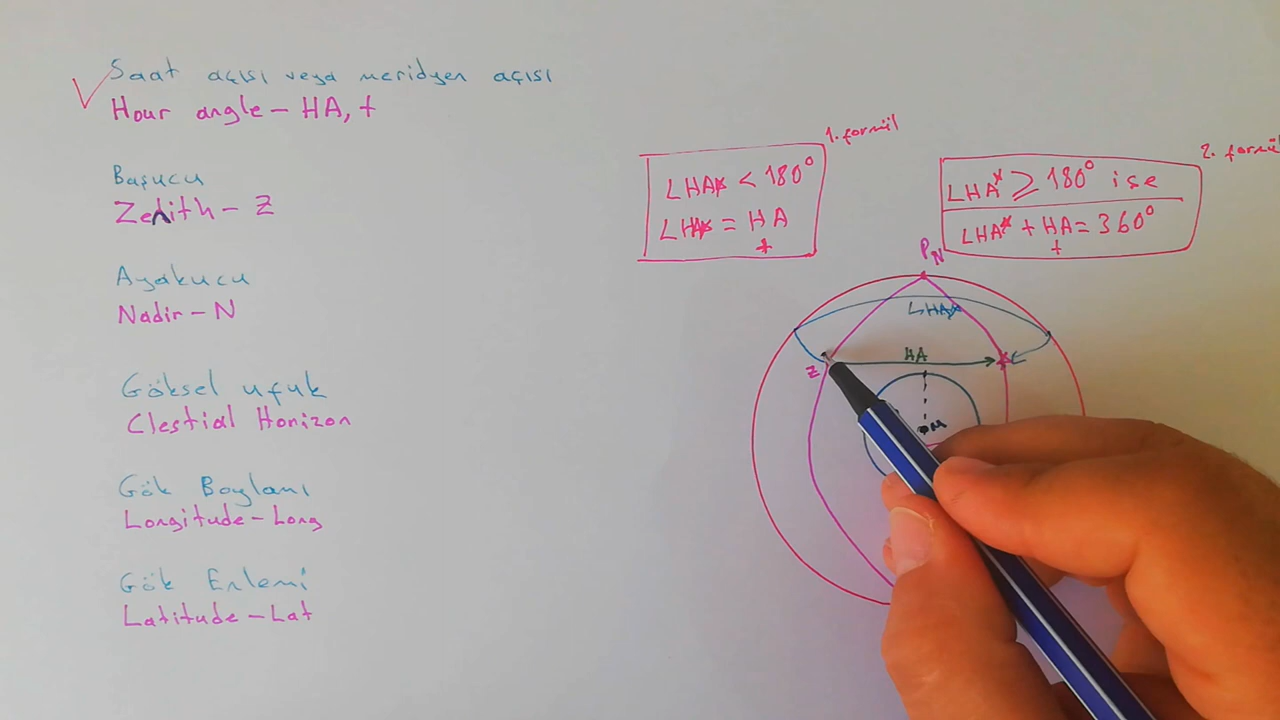 Saat açısı veya meridyen açısı
Hour angle - HA, t
Başucu
Zenith - Z
Ayakucu
Nadir - N
Göksel ufuk
Clestial Horizon
Gök Boylamı
Longitude - Long
Gök Enlemi
Latitude - Lat
1. formül
LHA* < 180°
LHA* = HA
t
2. formül
LHA* ≥ 180° ise
LHA* + HA = 360°
t
PN
LHA*
HA
Z
M